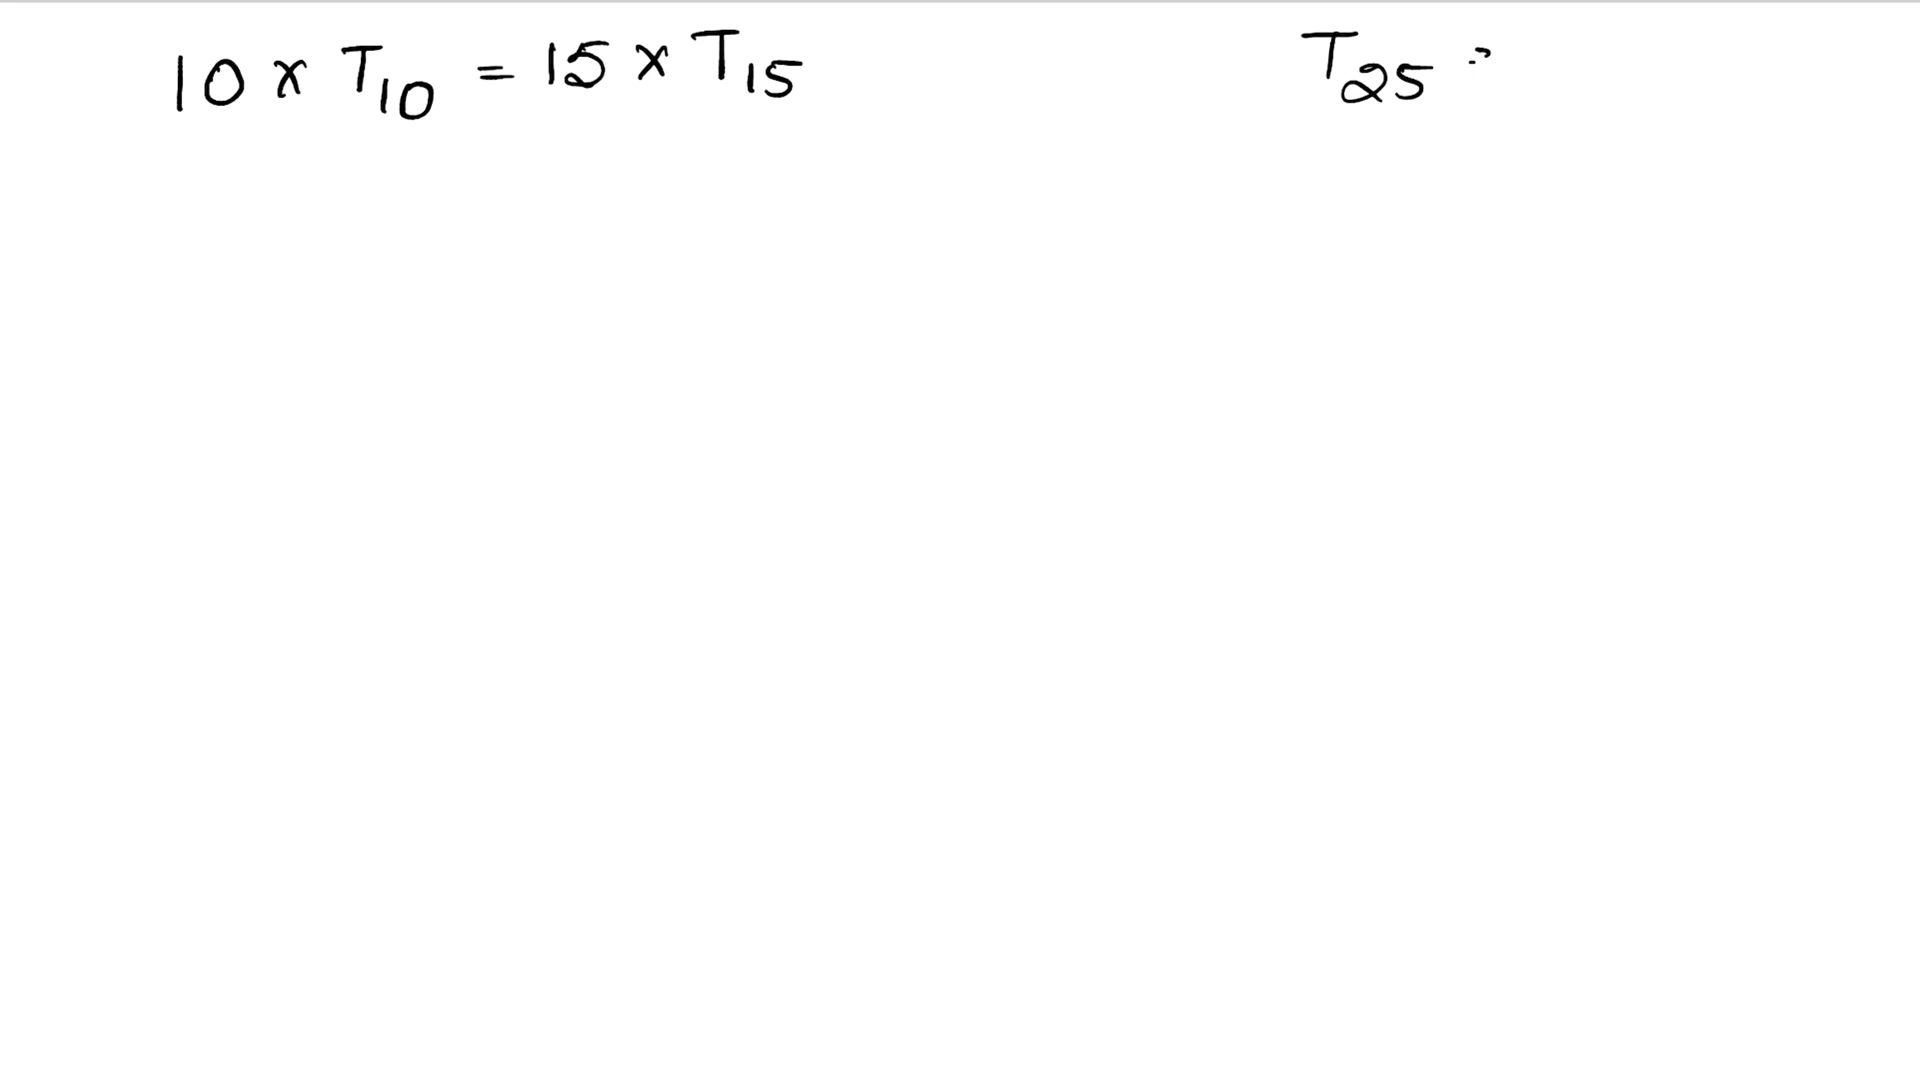 10 x T10 = 15 x T15 T25 =